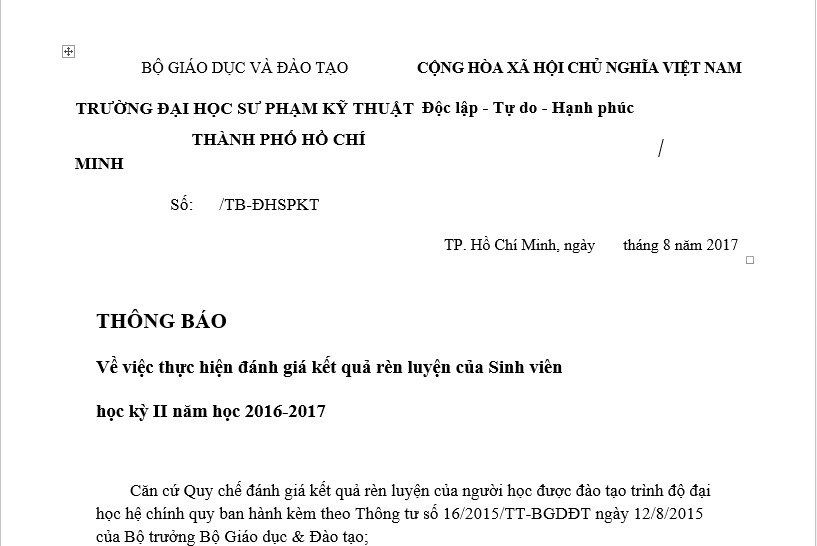 BỘ GIÁO DỤC VÀ ĐÀO TẠO CỘNG HÒA XÃ HỘI CHỦ NGHĨA VIỆT NAM
TRƯỜNG ĐẠI HỌC SƯ PHẠM KỸ THUẬT Độc lập - Tự do - Hạnh phúc
THÀNH PHỐ HỒ CHÍ
/
MINH
Số: /TB-ĐHSPKT
TP. Hồ Chí Minh, ngày tháng 8 năm 2017
THÔNG BÁO
Về việc thực hiện đánh giá kết quả rèn luyện của Sinh viên
học kỳ II năm học 2016-2017
Căn cứ Quy chế đánh giá kết quả rèn luyện của người học được đào tạo trình độ đại
học hệ chính quy ban hành kèm theo Thông tư số 16/2015/TT-BGDĐT ngày 12/8/2015
của Bộ trưởng Bộ Giáo dục & Đào tạo;